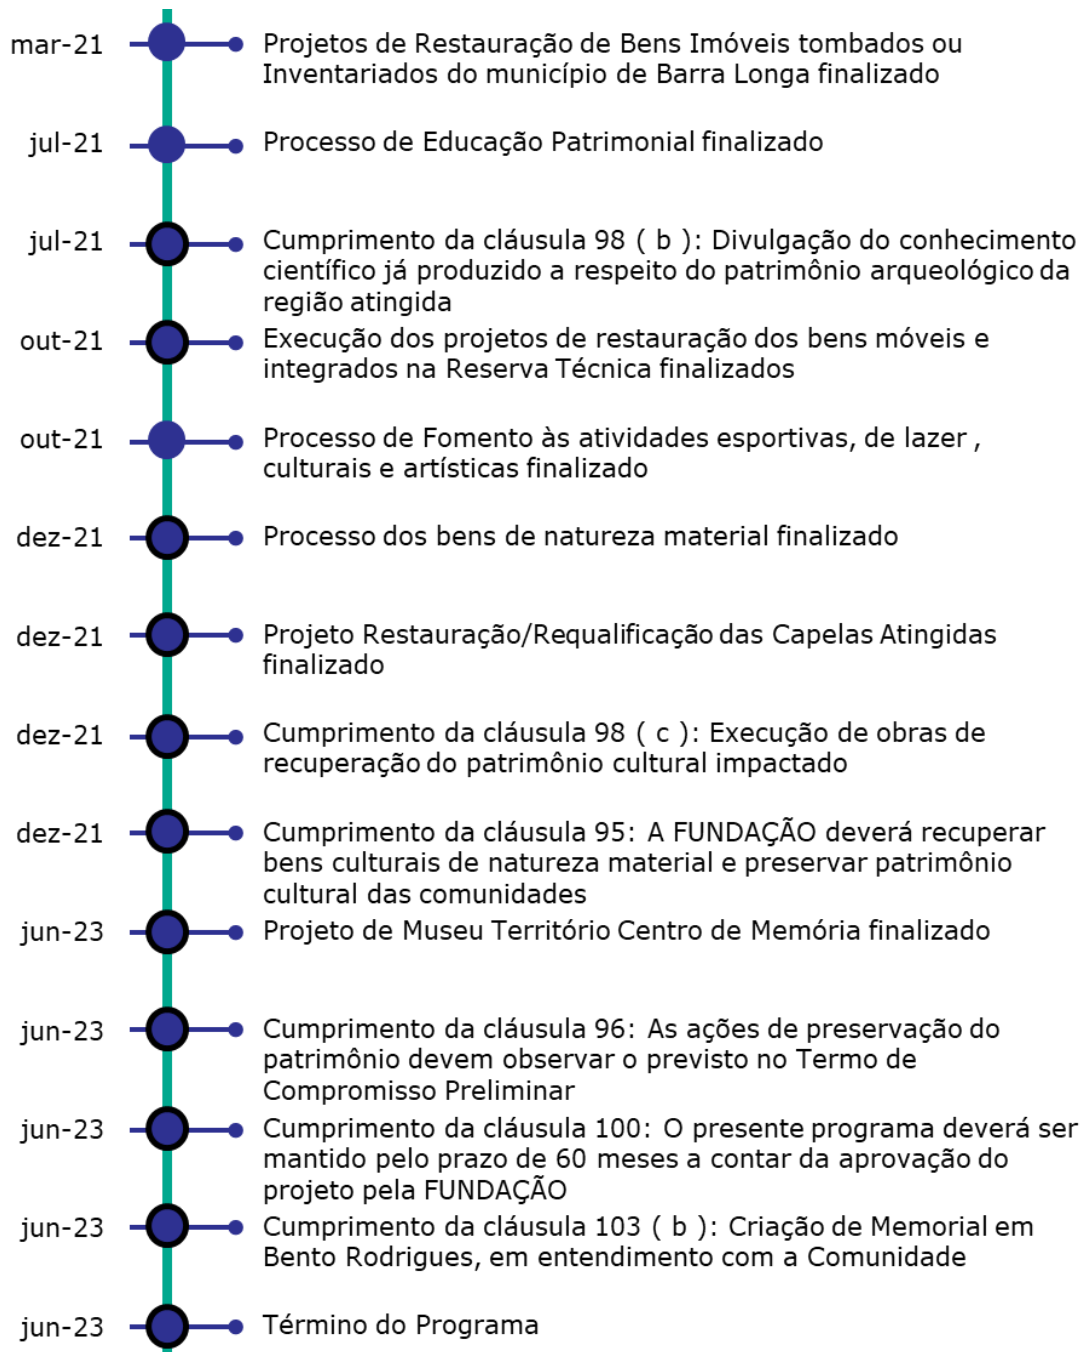 mar-21 Projetos de Restauração de Bens Imóveis tombados ou
Inventariados do município de Barra Longa finalizado
jul-21 Processo de Educação Patrimonial finalizado
jul-21 Cumprimento da cláusula 98 ( b ): Divulgação do conhecimento
científico já produzido a respeito do patrimônio arqueológico da
região atingida
out-21 Execução dos projetos de restauração dos bens móveis e
integrados na Reserva Técnica finalizados
out-21 Processo de Fomento às atividades esportivas, de lazer ,
culturais e artísticas finalizado
dez-21 Processo dos bens de natureza material finalizado
dez-21 Projeto Restauração/Requalificação das Capelas Atingidas
finalizado
dez-21 Cumprimento da cláusula 98 ( c ): Execução de obras de
recuperação do patrimônio cultural impactado
dez-21 Cumprimento da cláusula 95: A FUNDAÇÃO deverá recuperar
bens culturais de natureza material e preservar patrimônio
cultural das comunidades
jun-23 Projeto de Museu Território Centro de Memória finalizado
jun-23 Cumprimento da cláusula 96: As ações de preservação do
patrimônio devem observar o previsto no Termo de
Compromisso Preliminar
jun-23 Cumprimento da cláusula 100: O presente programa deverá ser
mantido pelo prazo de 60 meses a contar da aprovação do
projeto pela FUNDAÇÃO
jun-23 Cumprimento da cláusula 103 ( b ): Criação de Memorial em
Bento Rodrigues, em entendimento com a Comunidade
jun-23 Término do Programa